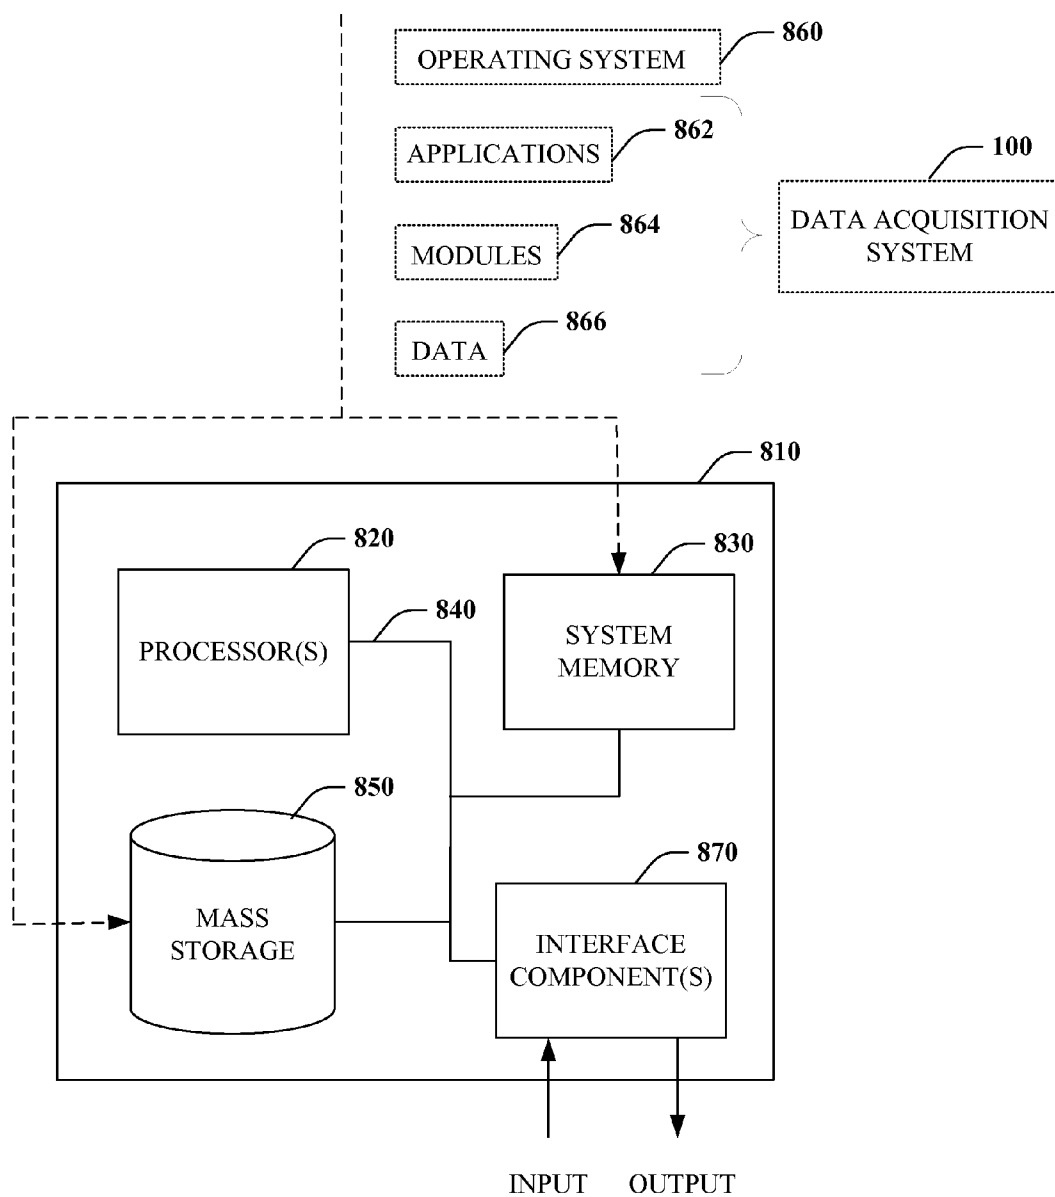 860
OPERATING SYSTEM
862
APPLICATIONS
100
DATA ACQUISITION
SYSTEM
864
MODULES
866
DATA
810
820
PROCESSOR(S)
830
SYSTEM
MEMORY
840
850
MASS
STORAGE
870
INTERFACE
COMPONENT(S)
INPUT
OUTPUT